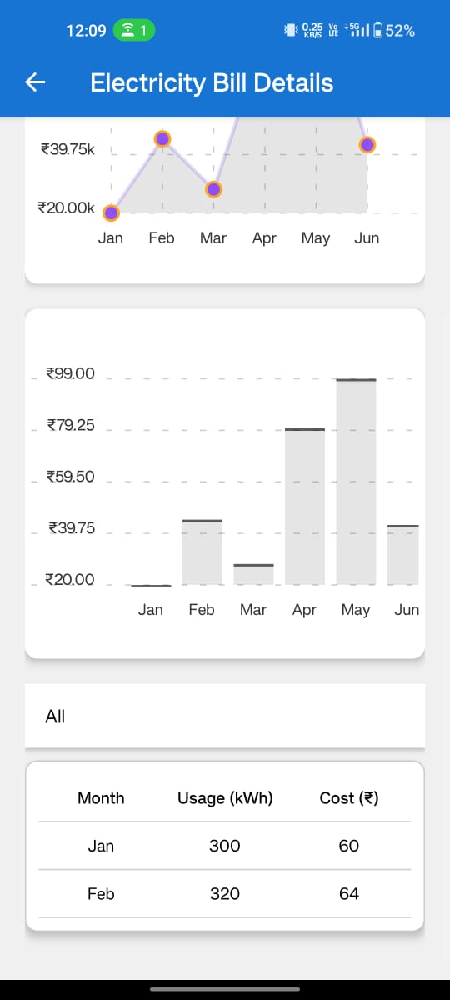 12:09 1 0.25 KB/S Vo LTE 5G 52%
Electricity Bill Details
₹39.75k
₹20.00k
Jan Feb Mar Apr May Jun
₹99.00
₹79.25
₹59.50
₹39.75
₹20.00
Jan Feb Mar Apr May Jun
All
Month Usage (kWh) Cost (₹)
Jan 300 60
Feb 320 64